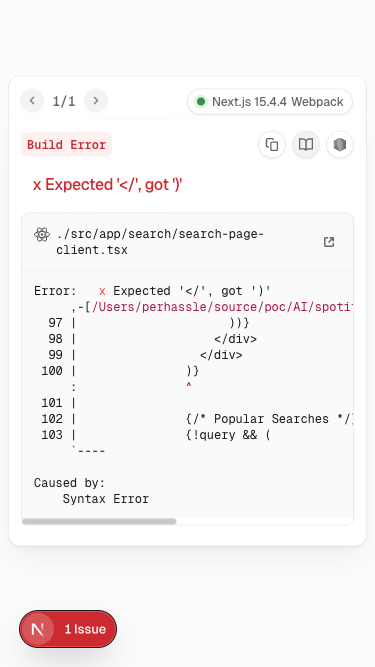 1/1
Next.js 15.4.4 Webpack
Build Error
x Expected '</', got ')'
./src/app/search/search-page-
client.tsx
Error:   x Expected '</', got ')'
     ,-[/Users/perhassle/source/poc/AI/spoti
  97 |                     ))}
  98 |                   </div>
  99 |                 </div>
 100 |               )}
     :               ^
 101 |
 102 |               {/* Popular Searches */
 103 |               {!query && (
     `----
Caused by:
    Syntax Error
N
1 Issue